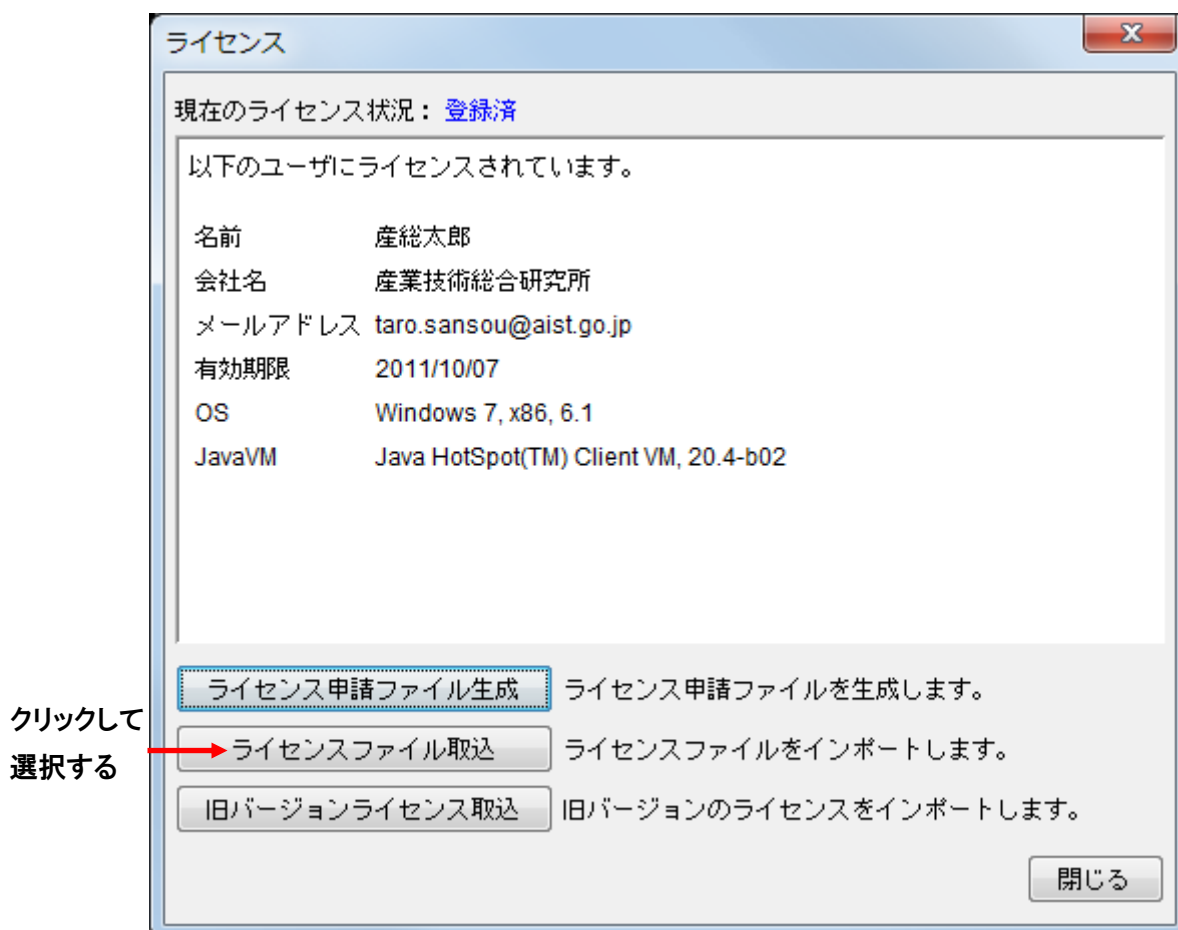 ライセンス
現在のライセンス状況： 登録済
以下のユーザにライセンスされています。
名前 産総太郎
会社名 産業技術総合研究所
メールアドレス taro.sansou@aist.go.jp
有効期限 2011/10/07
OS Windows 7, x86, 6.1
JavaVM Java HotSpot(TM) Client VM, 20.4-b02
ライセンス申請ファイル生成 ライセンス申請ファイルを生成します。
クリックして
選択する
ライセンスファイル取込 ライセンスファイルをインポートします。
旧バージョンライセンス取込 旧バージョンのライセンスをインポートします。
閉じる